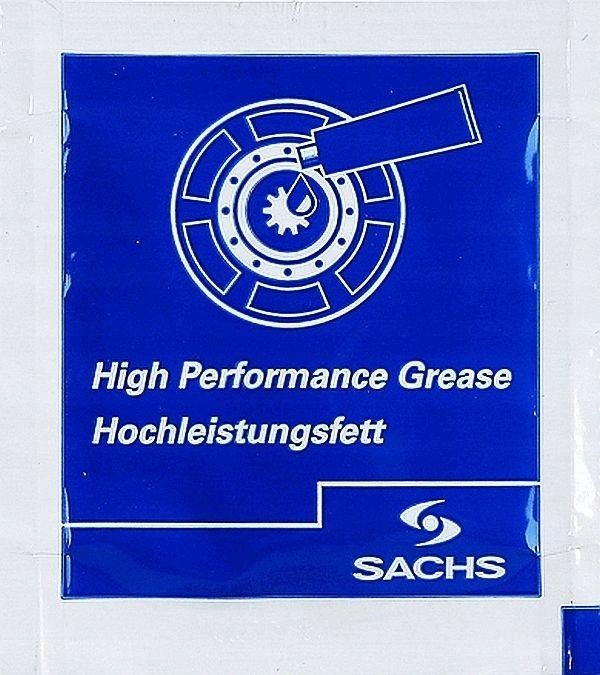 High Performance Grease
Hochleistungsfett
SACHS